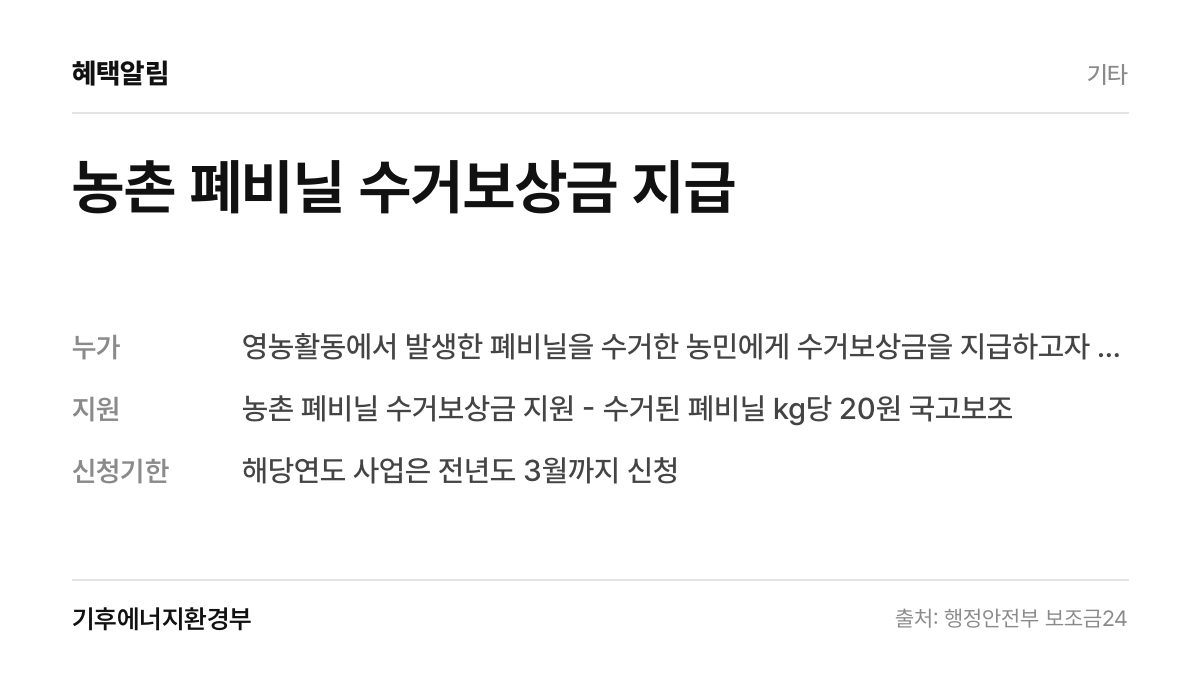 혜택알림
기타
농촌 폐비닐 수거보상금 지급
누가 영농활동에서 발생한 폐비닐을 수거한 농민에게 수거보상금을 지급하고자 ...
지원 농촌 폐비닐 수거보상금 지원 - 수거된 폐비닐 kg당 20원 국고보조
신청기한 해당연도 사업은 전년도 3월까지 신청
기후에너지환경부
출처: 행정안전부 보조금24